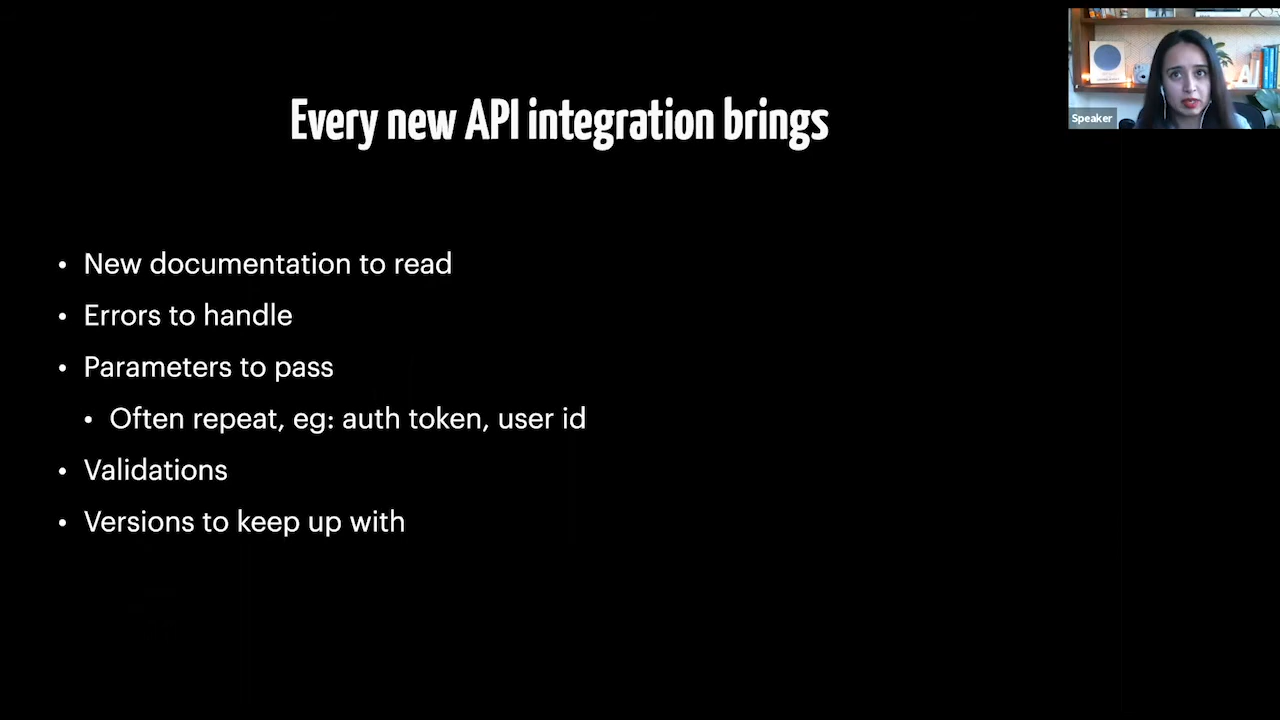 Every new API integration brings
• New documentation to read
• Errors to handle
• Parameters to pass
• Often repeat, eg: auth token, user id
• Validations
• Versions to keep up with
Speaker